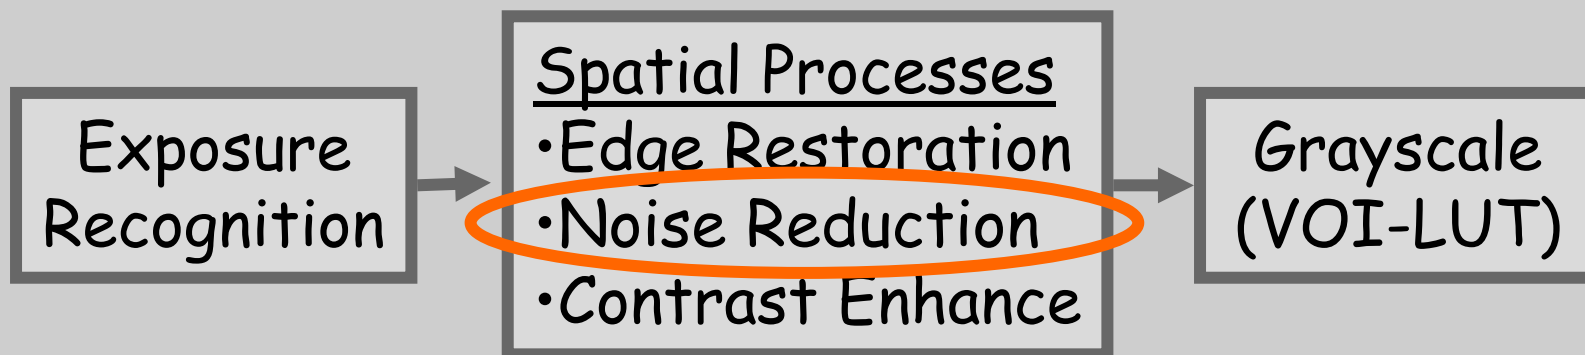 Exposure
Recognition
Spatial Processes
•Edge Restoration
•Noise Reduction
•Contrast Enhance
Grayscale
(VOI-LUT)